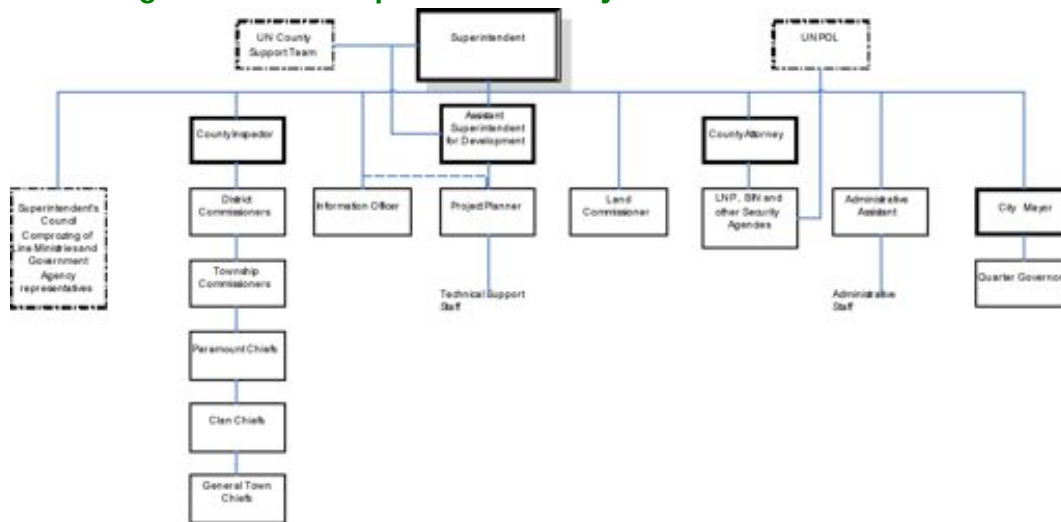 UN County
Support Team
Superintendent
UNPOL
County Inspector
Assistant
Superintendent
for Development
County Attorney
Superintendent's
Council
Comprozing of
Line Ministries and
Government
Agency
representatives
District
Commissioners
Information Officer
Project Planner
Land
Commissioner
LNP, BIN and
other Security
Agendes
Administrative
Assistant
City Mayor
Township
Commissioners
Technical Support
Staff
Administrative
Staff
Quarter Governor
Paramount Chiefs
Clan Chiefs
General Town
Chiefs